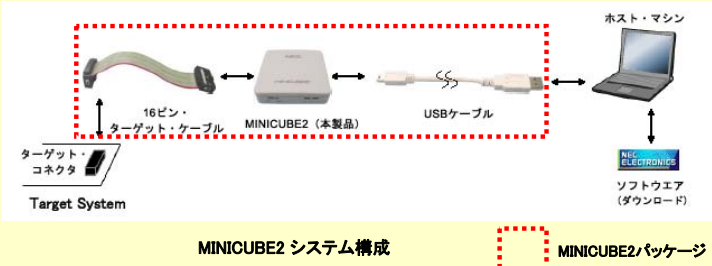 ホスト・マシン
NEC
MINICUBE
16ピン・
ターゲット・ケーブル
MINICUBE2（本製品）
USBケーブル
ターゲット・
コネクタ
Target System
NEC
ELECTRONICS
ソフトウエア
（ダウンロード）
MINICUBE2 システム構成
MINICUBE2パッケージ